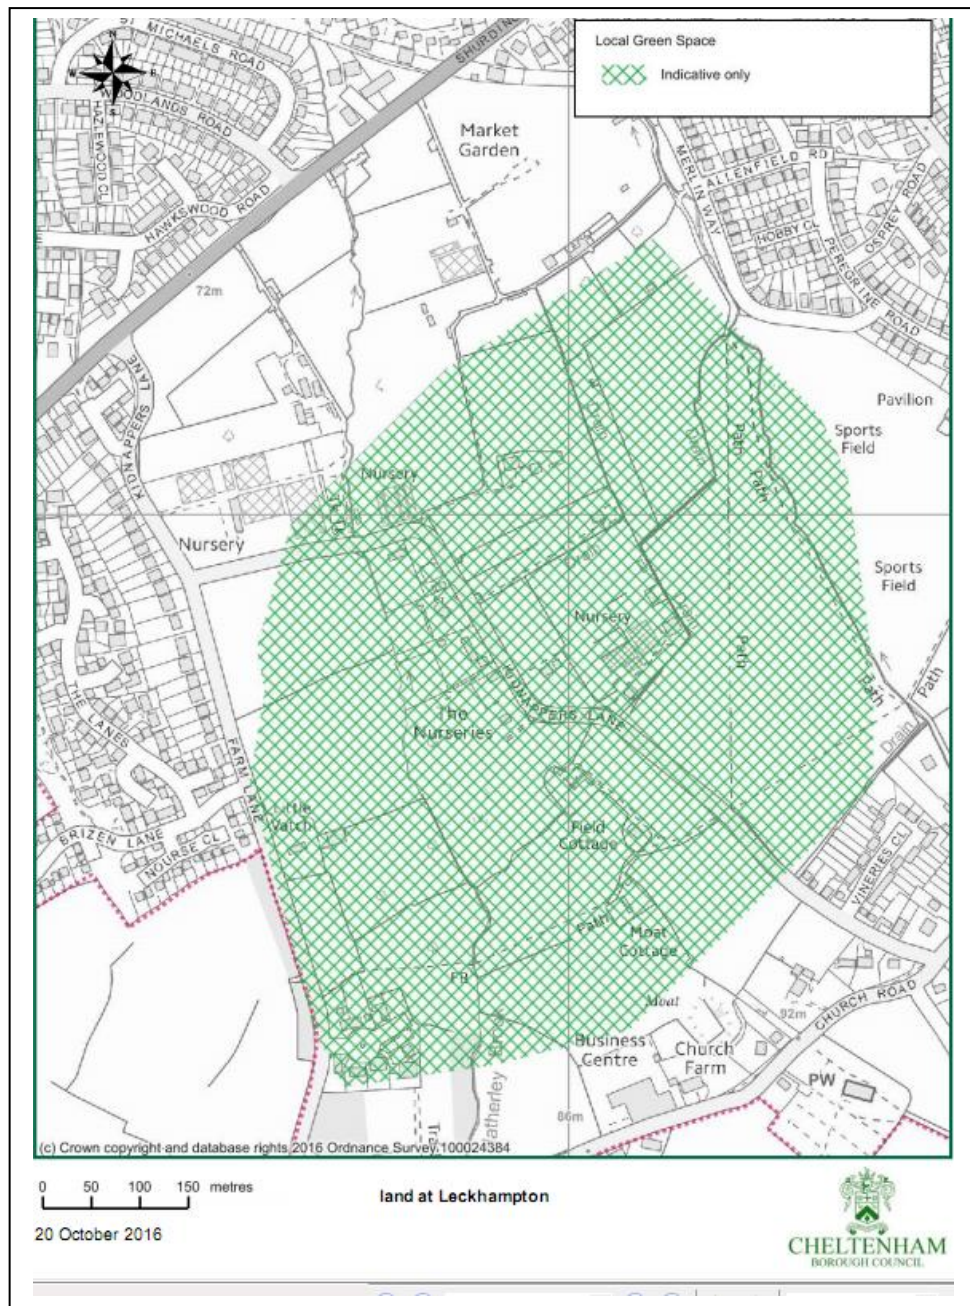 Local Green Space
Indicative only
N
W
S
MICHAELS ROAD
WOODLANDS ROAD
HAZLEWOOD CL
HAWKSWOOD ROAD
Market
Garden
MERLIN WAY
ALLENFIELD RD
HOBBY CL
PEREGRINE ROAD
OSPREY ROAD
72m
KIDNAPPERS LANE
Pavilion
Sports
Field
Drain
Path
Path
Nursery
Nursery
Sports
Field
Drain
Nursery
Path
Path
Path
KIDNAPPERS LANE
The
Nurseries
Drain
THE LANES
FARM LANE
Little
Watch
BRIZEN LANE
NOURSE CL
Field
Cottage
VINERIES CL
Path
Moat
Cottage
FB
Moat
92m
CHURCH ROAD
Business
Centre
Church
Farm
PW
86m
(c) Crown copyright and database rights 2016 Ordnance Survey 100024384
0 50 100 150 metres
land at Leckhampton
20 October 2016
CHELTENHAM
BOROUGH COUNCIL